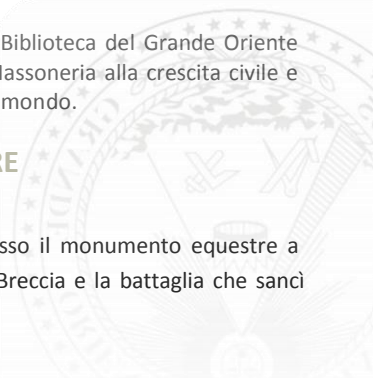 Biblioteca del Grande Oriente
Massoneria alla crescita civile e
mondo.
RE
sso il monumento equestre a
Breccia e la battaglia che sancì